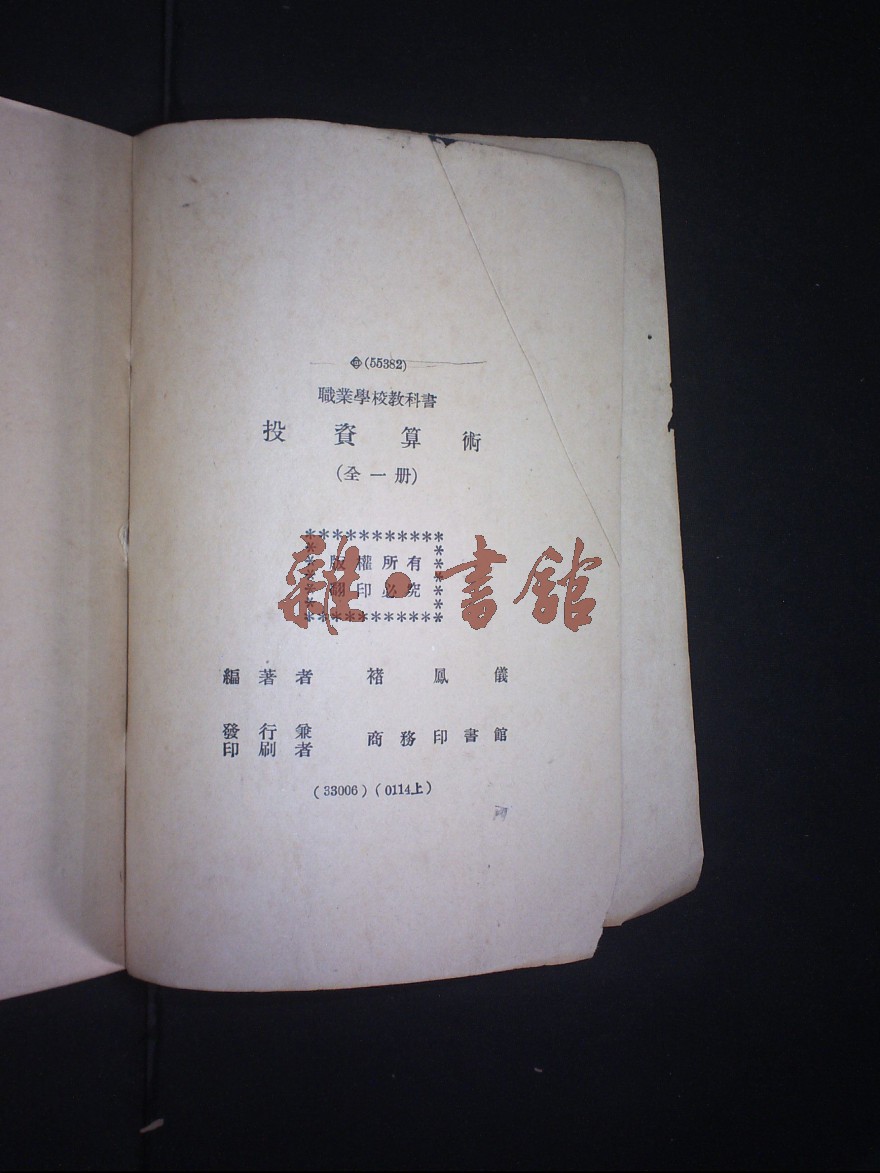 (55382)
職業學校教科書
投資算術
(全一册)
***********
版權所有
翻印必究
***********
雜·書館
編著者 褚鳳儀
發行兼
印刷者 商務印書館
(33006)(0114上)